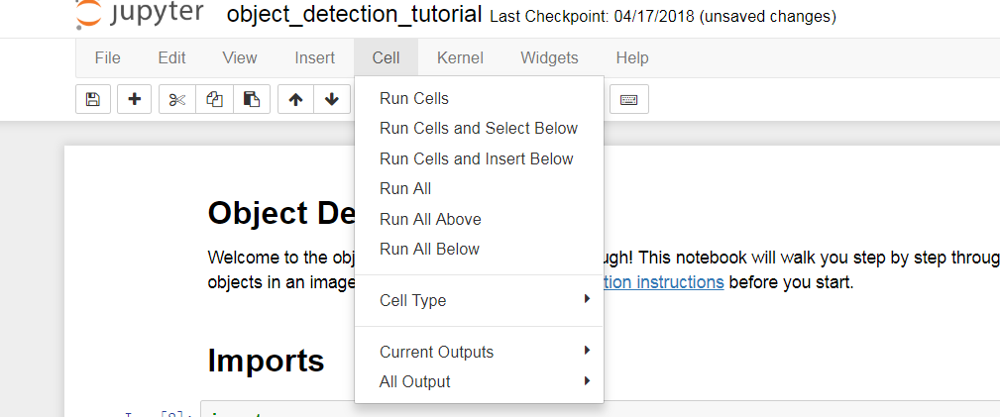 jupyter object_detection_tutorial Last Checkpoint: 04/17/2018 (unsaved changes)
File Edit View Insert Cell Kernel Widgets Help
Run Cells
Run Cells and Select Below
Run Cells and Insert Below
Run All
Run All Above
Run All Below
Cell Type
Current Outputs
All Output
Object De
Welcome to the obj ugh! This notebook will walk you step by step throug
objects in an image tion instructions before you start.
Imports